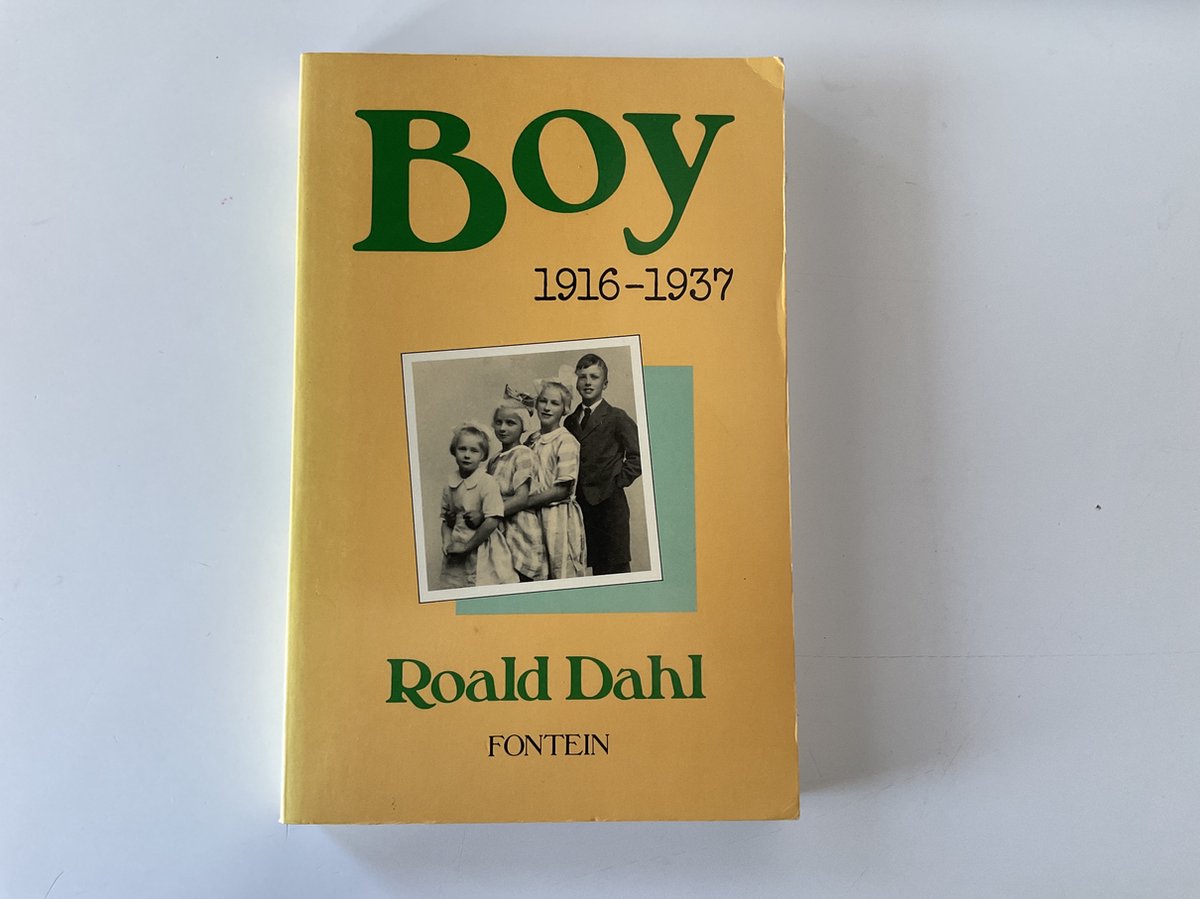 Boy
1916-1937
Roald Dahl
FONTEIN